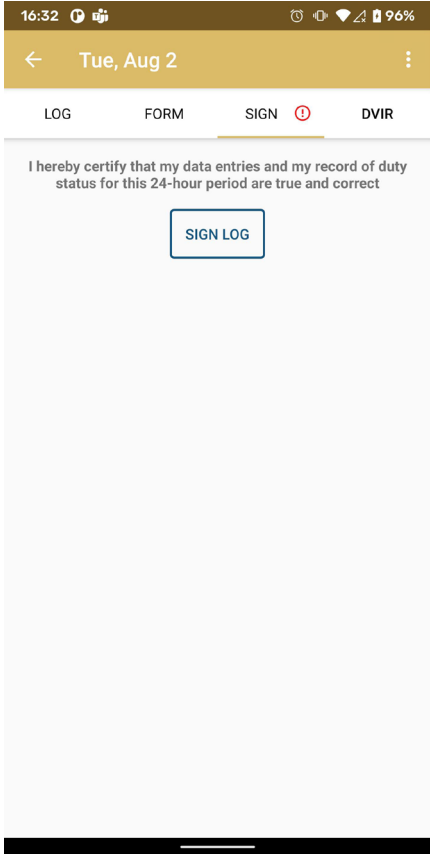 16:32 96%
Tue, Aug 2
LOG FORM SIGN DVIR
I hereby certify that my data entries and my record of duty
status for this 24-hour period are true and correct
SIGN LOG